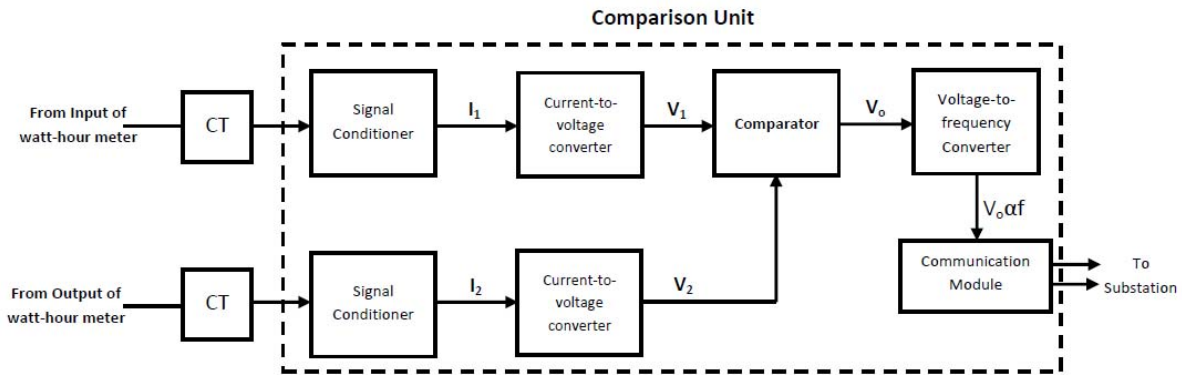 Comparison Unit
From Input of
watt-hour meter
CT
Signal
Conditioner
I₁
Current-to-
voltage
converter
V₁
Comparator
Vₒ
Voltage-to-
frequency
Converter
Vₒαf
From Output of
watt-hour meter
CT
Signal
Conditioner
I₂
Current-to-
voltage
converter
V₂
Communication
Module
To
Substation